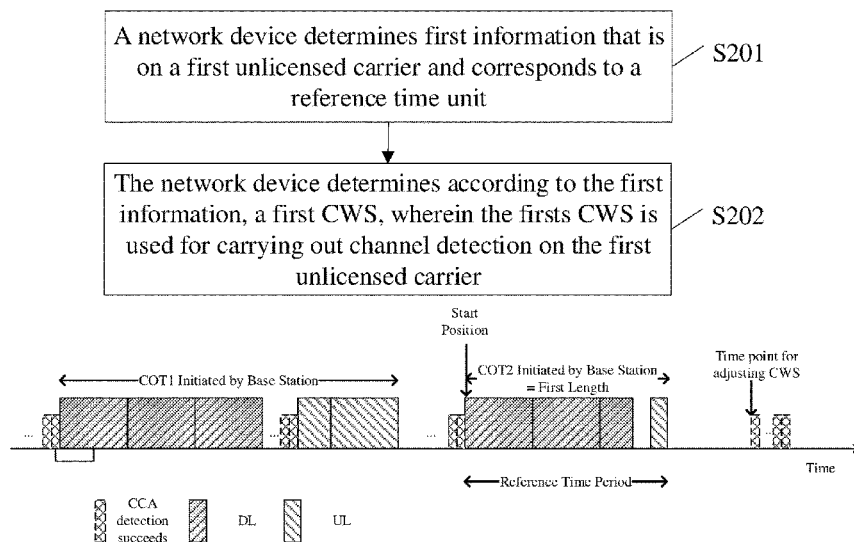 A network device determines first information that is
on a first unlicensed carrier and corresponds to a
reference time unit
S201
The network device determines according to the first
information, a first CWS, wherein the firsts CWS is
used for carrying out channel detection on the first
unlicensed carrier
S202
Start
Position
COT1 Initiated by Base Station
COT2 Initiated by Base Station
= First Length
Time point for
adjusting CWS
...
...
...
...
Time
Reference Time Period
CCA
detection
succeeds
DL
UL